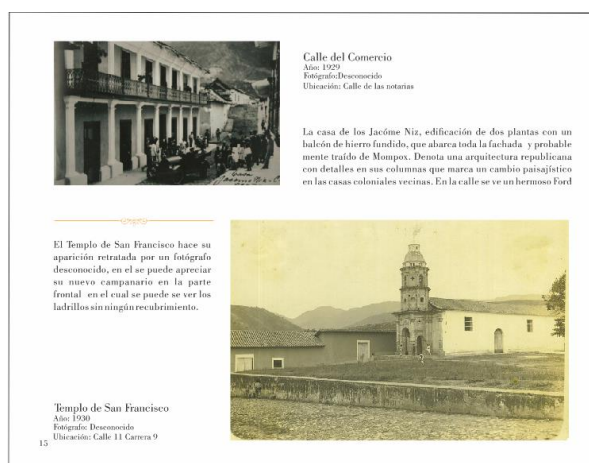 Calle del Comercio
Año: 1929
Fotógrafo:Desconocido
Ubicación: Calle de las notarias
La casa de los Jacóme Niz, edificación de dos plantas con un
balcón de hierro fundido, que abarca toda la fachada y probable
mente traído de Mompox. Denota una arquitectura republicana
con detalles en sus columnas que marca un cambio paisajístico
en las casas coloniales vecinas. En la calle se ve un hermoso Ford
El Templo de San Francisco hace su
aparición retratada por un fotógrafo
desconocido, en el se puede apreciar
su nuevo campanario en la parte
frontal en el cual se puede se ver los
ladrillos sin ningún recubrimiento.
Templo de San Francisco
Año: 1930
Fotógrafo: Desconocido
Ubicación: Calle 11 Carrera 9
15